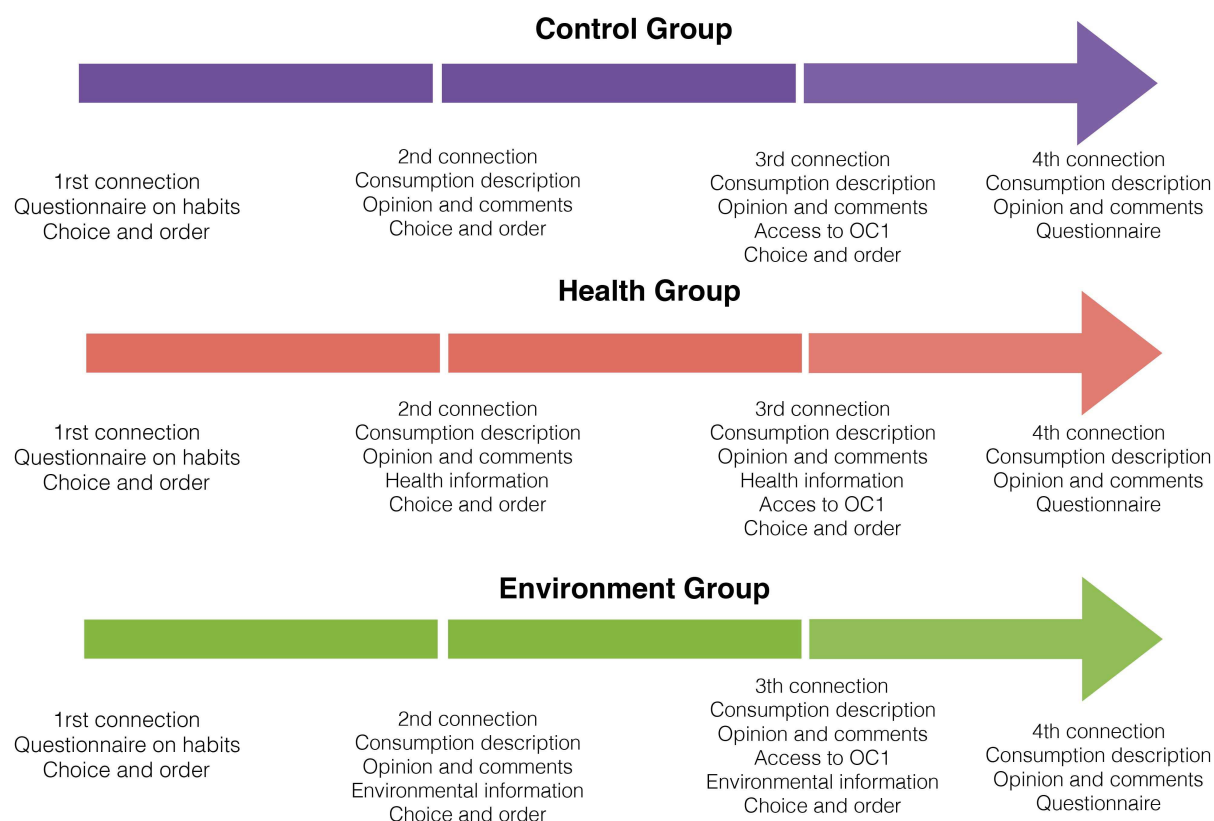 Control Group
1rst connection
Questionnaire on habits
Choice and order
2nd connection
Consumption description
Opinion and comments
Choice and order
3rd connection
Consumption description
Opinion and comments
Access to OC1
Choice and order
4th connection
Consumption description
Opinion and comments
Questionnaire
Health Group
1rst connection
Questionnaire on habits
Choice and order
2nd connection
Consumption description
Opinion and comments
Health information
Choice and order
3rd connection
Consumption description
Opinion and comments
Health information
Acces to OC1
Choice and order
4th connection
Consumption description
Opinion and comments
Questionnaire
Environment Group
1rst connection
Questionnaire on habits
Choice and order
2nd connection
Consumption description
Opinion and comments
Environmental information
Choice and order
3th connection
Consumption description
Opinion and comments
Access to OC1
Environmental information
Choice and order
4th connection
Consumption description
Opinion and comments
Questionnaire